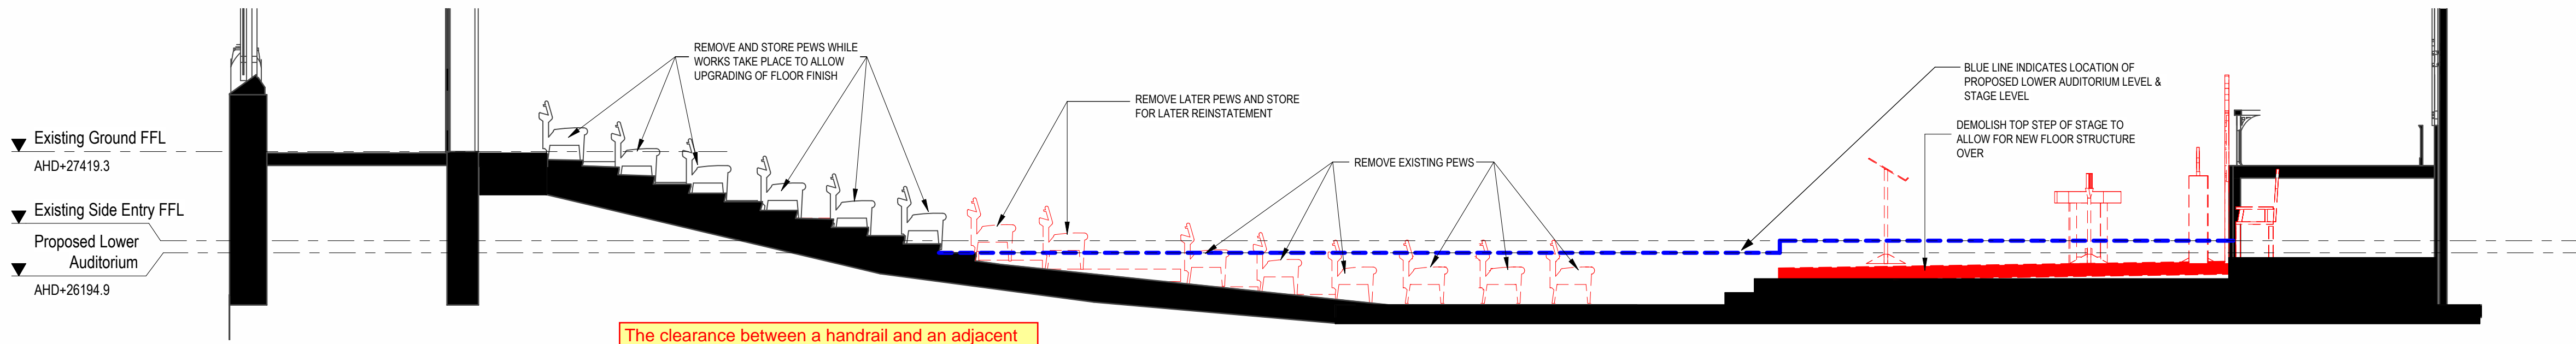 REMOVE AND STORE PEWS WHILE
WORKS TAKE PLACE TO ALLOW
UPGRADING OF FLOOR FINISH
REMOVE LATER PEWS AND STORE
FOR LATER REINSTATEMENT
REMOVE EXISTING PEWS
BLUE LINE INDICATES LOCATION OF
PROPOSED LOWER AUDITORIUM LEVEL &
STAGE LEVEL
DEMOLISH TOP STEP OF STAGE TO
ALLOW FOR NEW FLOOR STRUCTURE
OVER
Existing Ground FFL
AHD+27419.3
Existing Side Entry FFL
Proposed Lower
Auditorium
AHD+26194.9
The clearance between a handrail and an adjacent